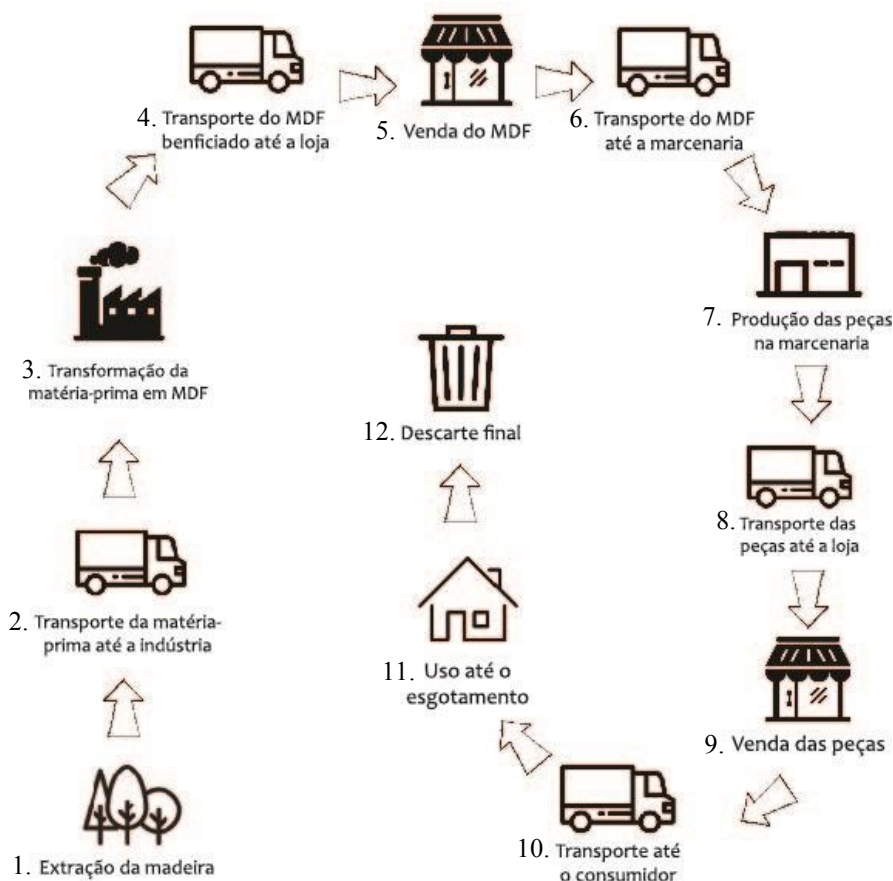 4. Transporte do MDF
benficiado até a loja
5. Venda do MDF
6. Transporte do MDF
até a marcenaria
3. Transformação da
matéria-prima em MDF
7. Produção das peças
na marcenaria
12. Descarte final
8. Transporte das
peças até a loja
2. Transporte da matéria-
prima até a indústria
11. Uso até o
esgotamento
9. Venda das peças
1. Extração da madeira
10. Transporte até
o consumidor